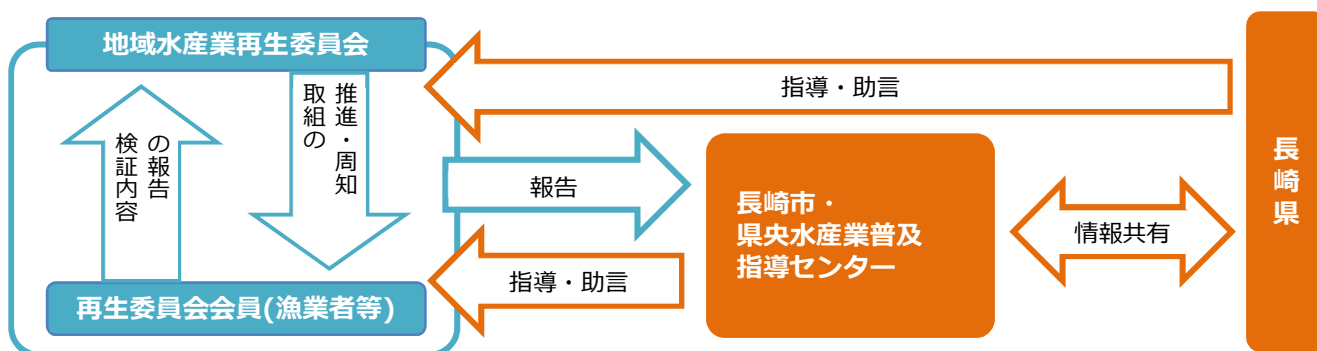 地域水産業再生委員会
指導・助言
取組の
推進・周知
検証内容
の報告
報告
長崎市・
県央水産業普及
指導センター
情報共有
長崎県
指導・助言
再生委員会会員(漁業者等)